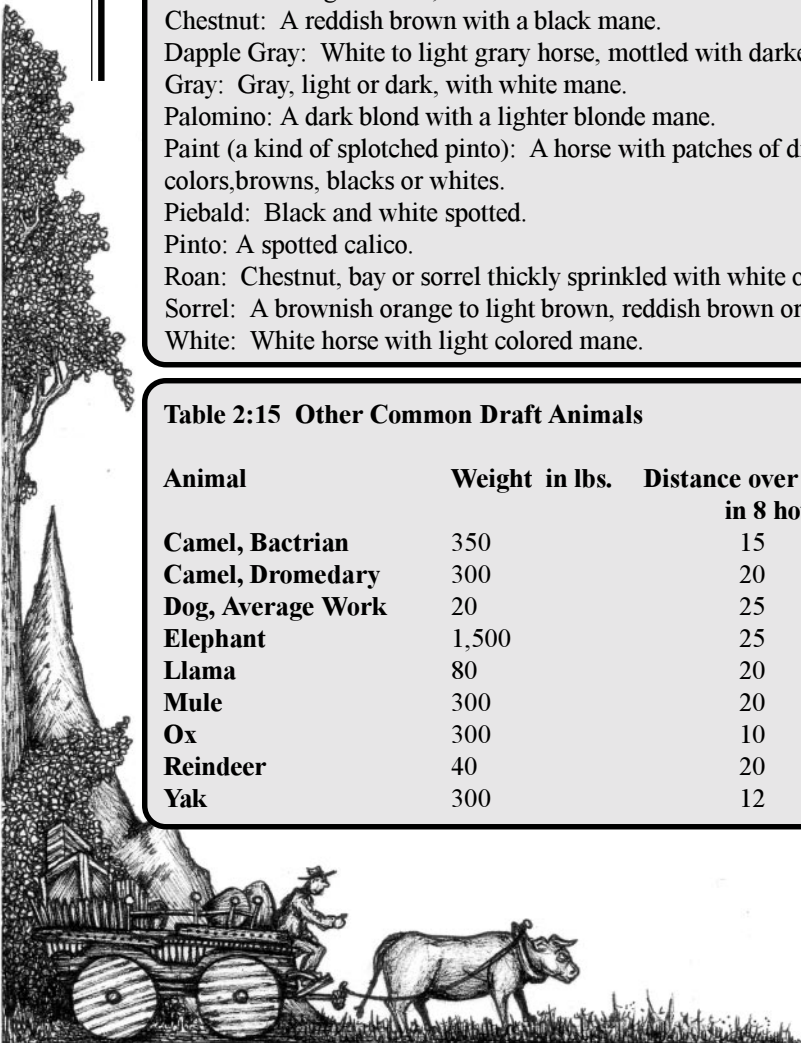 Chestnut: A reddish brown with a black mane.
Dapple Gray: White to light grary horse, mottled with
Gray: Gray, light or dark, with white mane.
Palomino: A dark blond with a lighter blonde mane.
Paint (a kind of splotched pinto): A horse with patches of
colors,browns, blacks or whites.
Piebald: Black and white spotted.
Pinto: A spotted calico.
Roan: Chestnut, bay or sorrel thickly sprinkled with white
Sorrel: A brownish orange to light brown, reddish brown or
White: White horse with light colored mane.
Table 2:15 Other Common Draft Animals
Animal Weight in lbs. Distance over
in 8
Camel, Bactrian 350 15
Camel, Dromedary 300 20
Dog, Average Work 20 25
Elephant 1,500 25
Llama 80 20
Mule 300 20
Ox 300 10
Reindeer 40 20
Yak 300 12